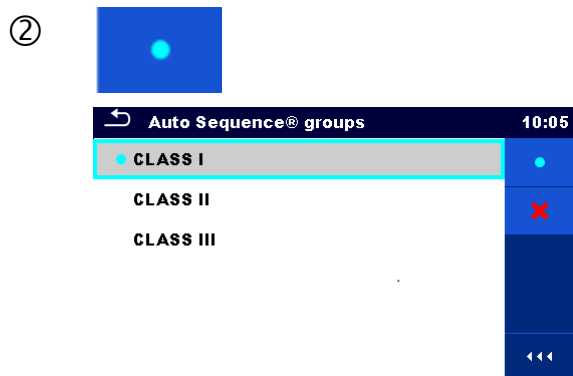 ②
Auto Sequence® groups 10:05
CLASS I
CLASS II
CLASS III